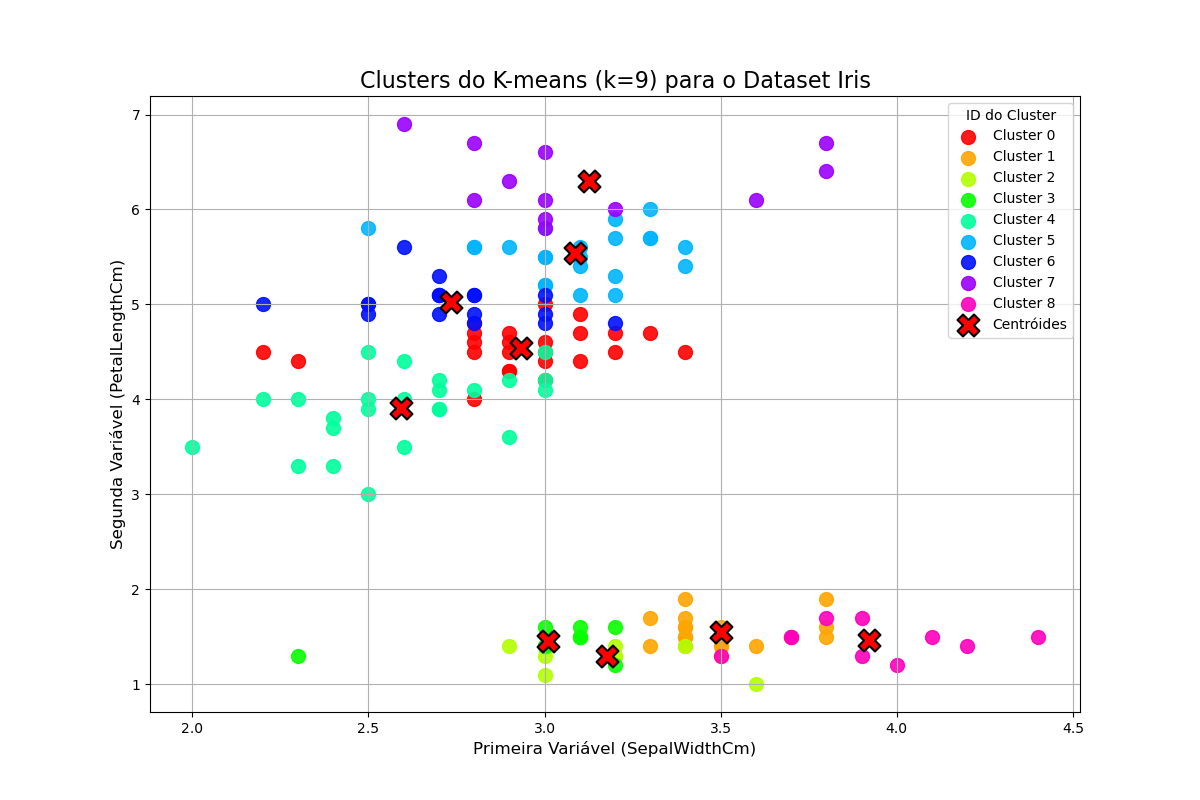 Clusters do K-means (k=9) para o Dataset Iris
ID do Cluster
Cluster 0
Cluster 1
Cluster 2
Cluster 3
Cluster 4
Cluster 5
Cluster 6
Cluster 7
Cluster 8
Centróides
Segunda Variável (PetalLengthCm)
7
6
5
4
3
2
1
2.0
2.5
3.0
3.5
4.0
4.5
Primeira Variável (SepalWidthCm)